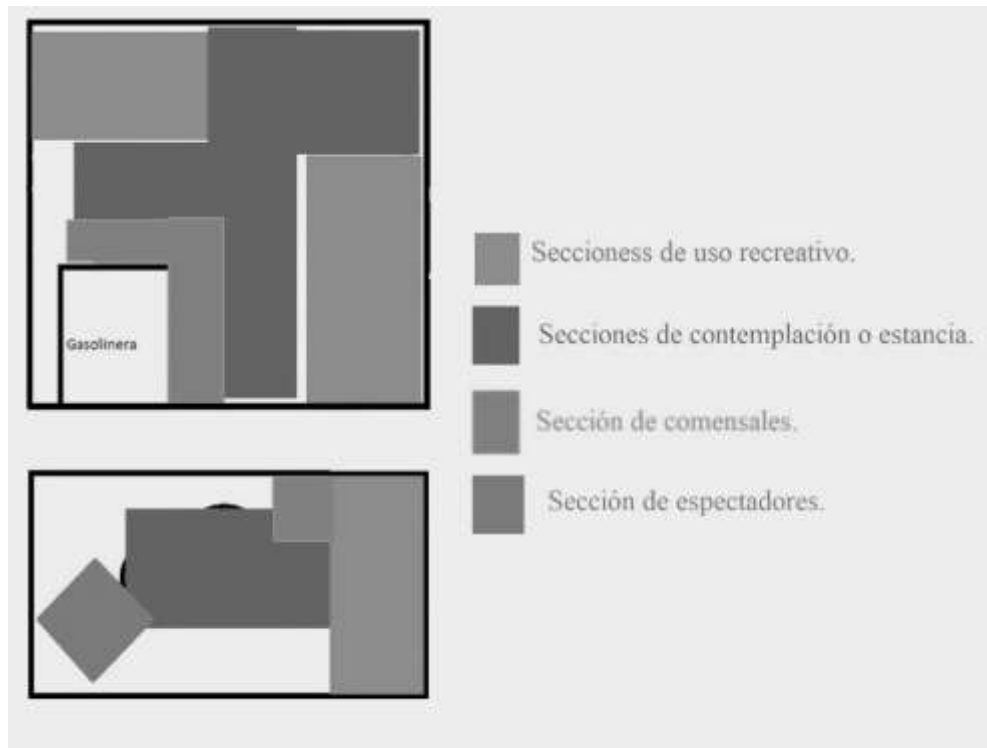 Gasolinera
Seccioness de uso recreativo.
Secciones de contemplación o estancia.
Sección de comensales.
Sección de espectadores.